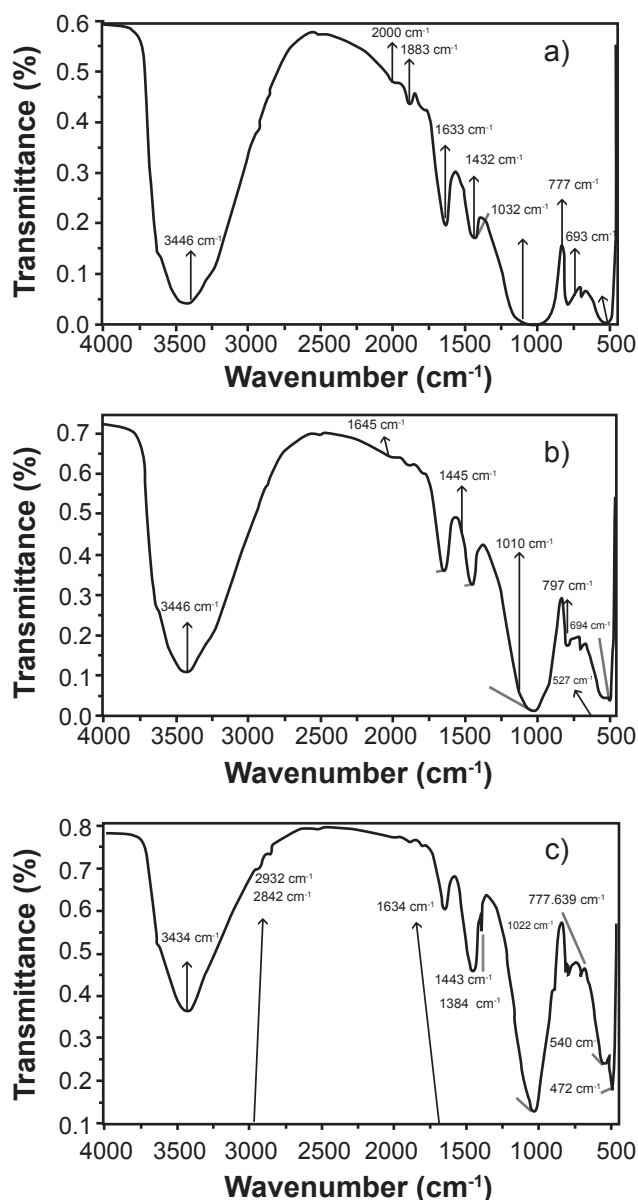 a)
0.6
0.5
0.4
0.3
0.2
0.1
0.0
Transmittance (%)
2000 cm⁻¹
1883 cm⁻¹
1633 cm⁻¹
1432 cm⁻¹
1032 cm⁻¹
777 cm⁻¹
693 cm⁻¹
3446 cm⁻¹
4000 3500 3000 2500 2000 1500 1000 500
Wavenumber (cm⁻¹)
b)
0.7
0.6
0.5
0.4
0.3
0.2
0.1
0.0
Transmittance (%)
1645 cm⁻¹
1445 cm⁻¹
1010 cm⁻¹
797 cm⁻¹
694 cm⁻¹
3446 cm⁻¹
527 cm⁻¹
4000 3500 3000 2500 2000 1500 1000 500
Wavenumber (cm⁻¹)
c)
0.8
0.7
0.6
0.5
0.4
0.3
0.2
0.1
Transmittance (%)
2932 cm⁻¹
2842 cm⁻¹
1634 cm⁻¹
777.639 cm⁻¹
1022 cm⁻¹
3434 cm⁻¹
1443 cm⁻¹
1384 cm⁻¹
540 cm⁻¹
472 cm⁻¹
4000 3500 3000 2500 2000 1500 1000 500
Wavenumber (cm⁻¹)